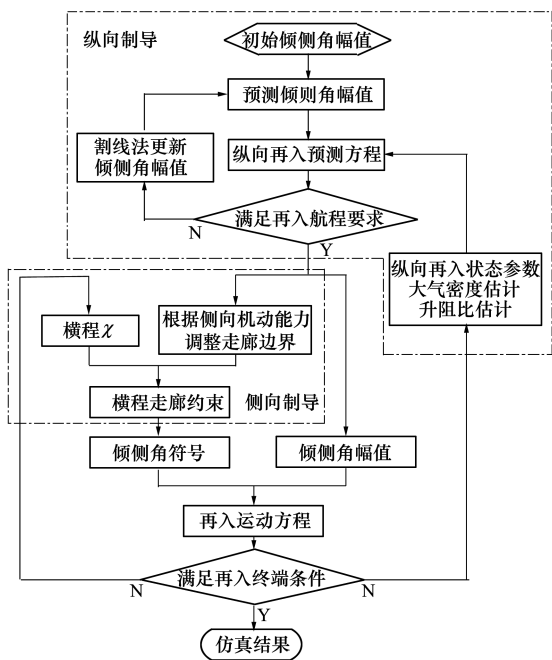 纵向制导
初始倾侧角幅值
预测倾则角幅值
割线法更新
倾侧角幅值
纵向再入预测方程
满足再入航程要求
N
Y
纵向再入状态参数
大气密度估计
升阻比估计
横程χ
根据侧向机动能力
调整走廊边界
横程走廊约束
侧向制导
倾侧角符号
倾侧角幅值
再入运动方程
满足再入终端条件
N
N
Y
仿真结果